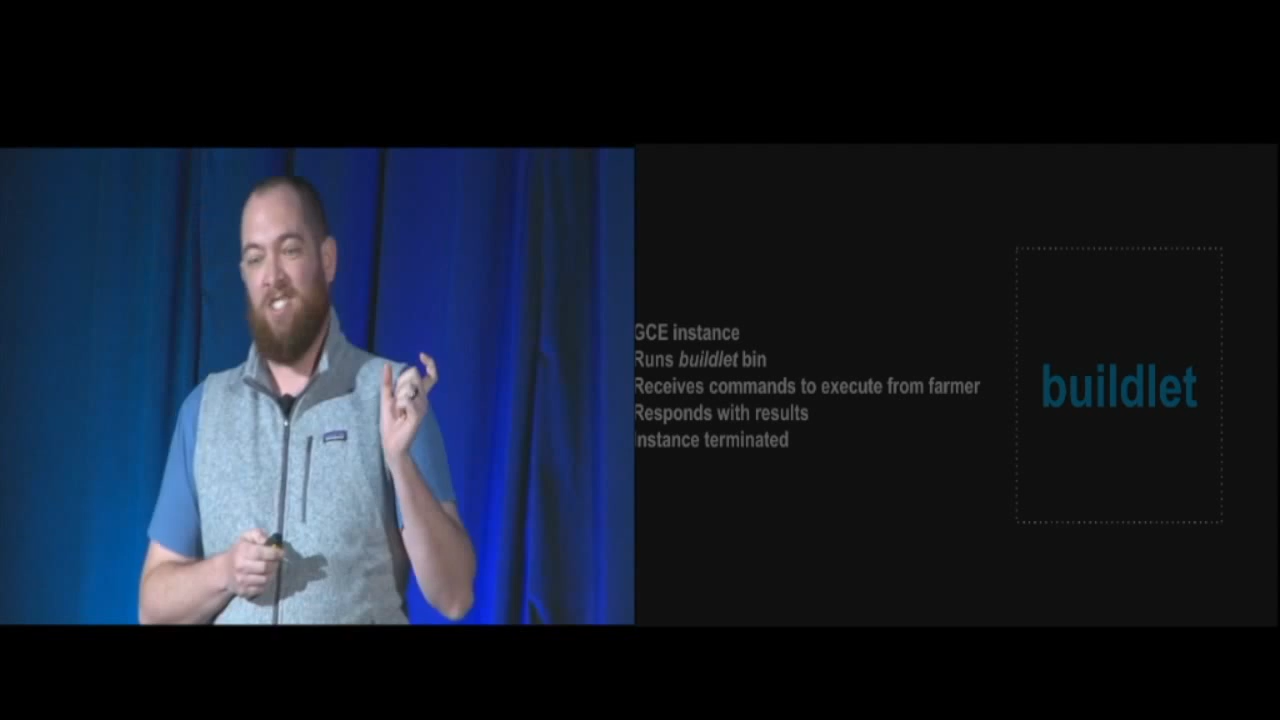 GCE instance
Runs buildlet bin
Receives commands to execute from farmer
Responds with results
Instance terminated
buildlet